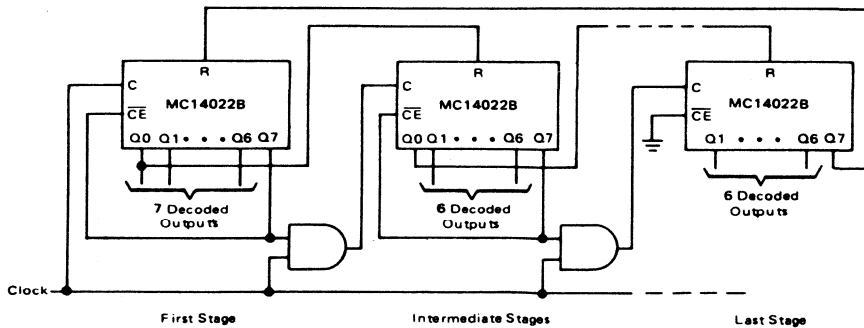 R
C
MC14022B
CE
Q0 Q1 • • • Q6 Q7
7 Decoded
Outputs
R
C
MC14022B
CE
Q0 Q1 • • • Q6 Q7
6 Decoded
Outputs
R
C
MC14022B
CE
Q1 • • • Q6 Q7
6 Decoded
Outputs
Clock
First Stage
Intermediate Stages
Last Stage